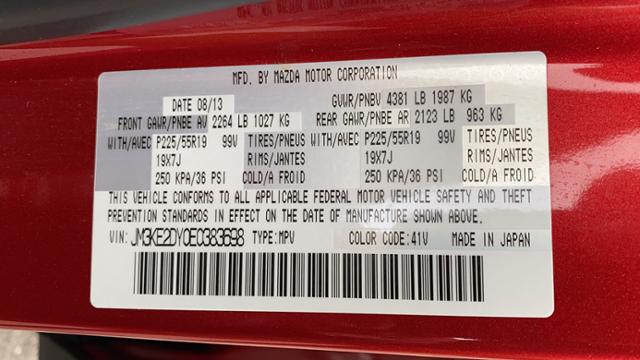 MFD. BY MAZDA MOTOR CORPORATION
DATE 08/13 GVWR/PNBV 4381 LB 1987 KG
FRONT GAWR/PNBE AV 2264 LB 1027 KG REAR GAWR/PNBE AR 2123 LB 963 KG
WITH/AVEC P225/55R19 99V TIRES/PNEUS P225/55R19 99V TIRES/PNEUS
19X7J RIMS/JANTES 19X7J RIMS/JANTES
250 KPA/36 PSI COLD/A FROID 250 KPA/36 PSI COLD/A FROID
THIS VEHICLE CONFORMS TO ALL APPLICABLE FEDERAL MOTOR VEHICLE SAFETY AND THEFT
PREVENTION STANDARDS IN EFFECT ON THE DATE OF MANUFACTURE SHOWN ABOVE.
VIN: JM3KE2DY0E0383698 TYPE: MPV COLOR CODE: 41V MADE IN JAPAN